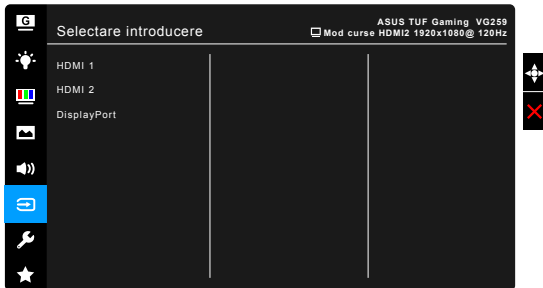 G
Selectare introducere
ASUS TUF Gaming VG259
Mod curse HDMI2 1920x1080@ 120Hz
HDMI 1
HDMI 2
DisplayPort